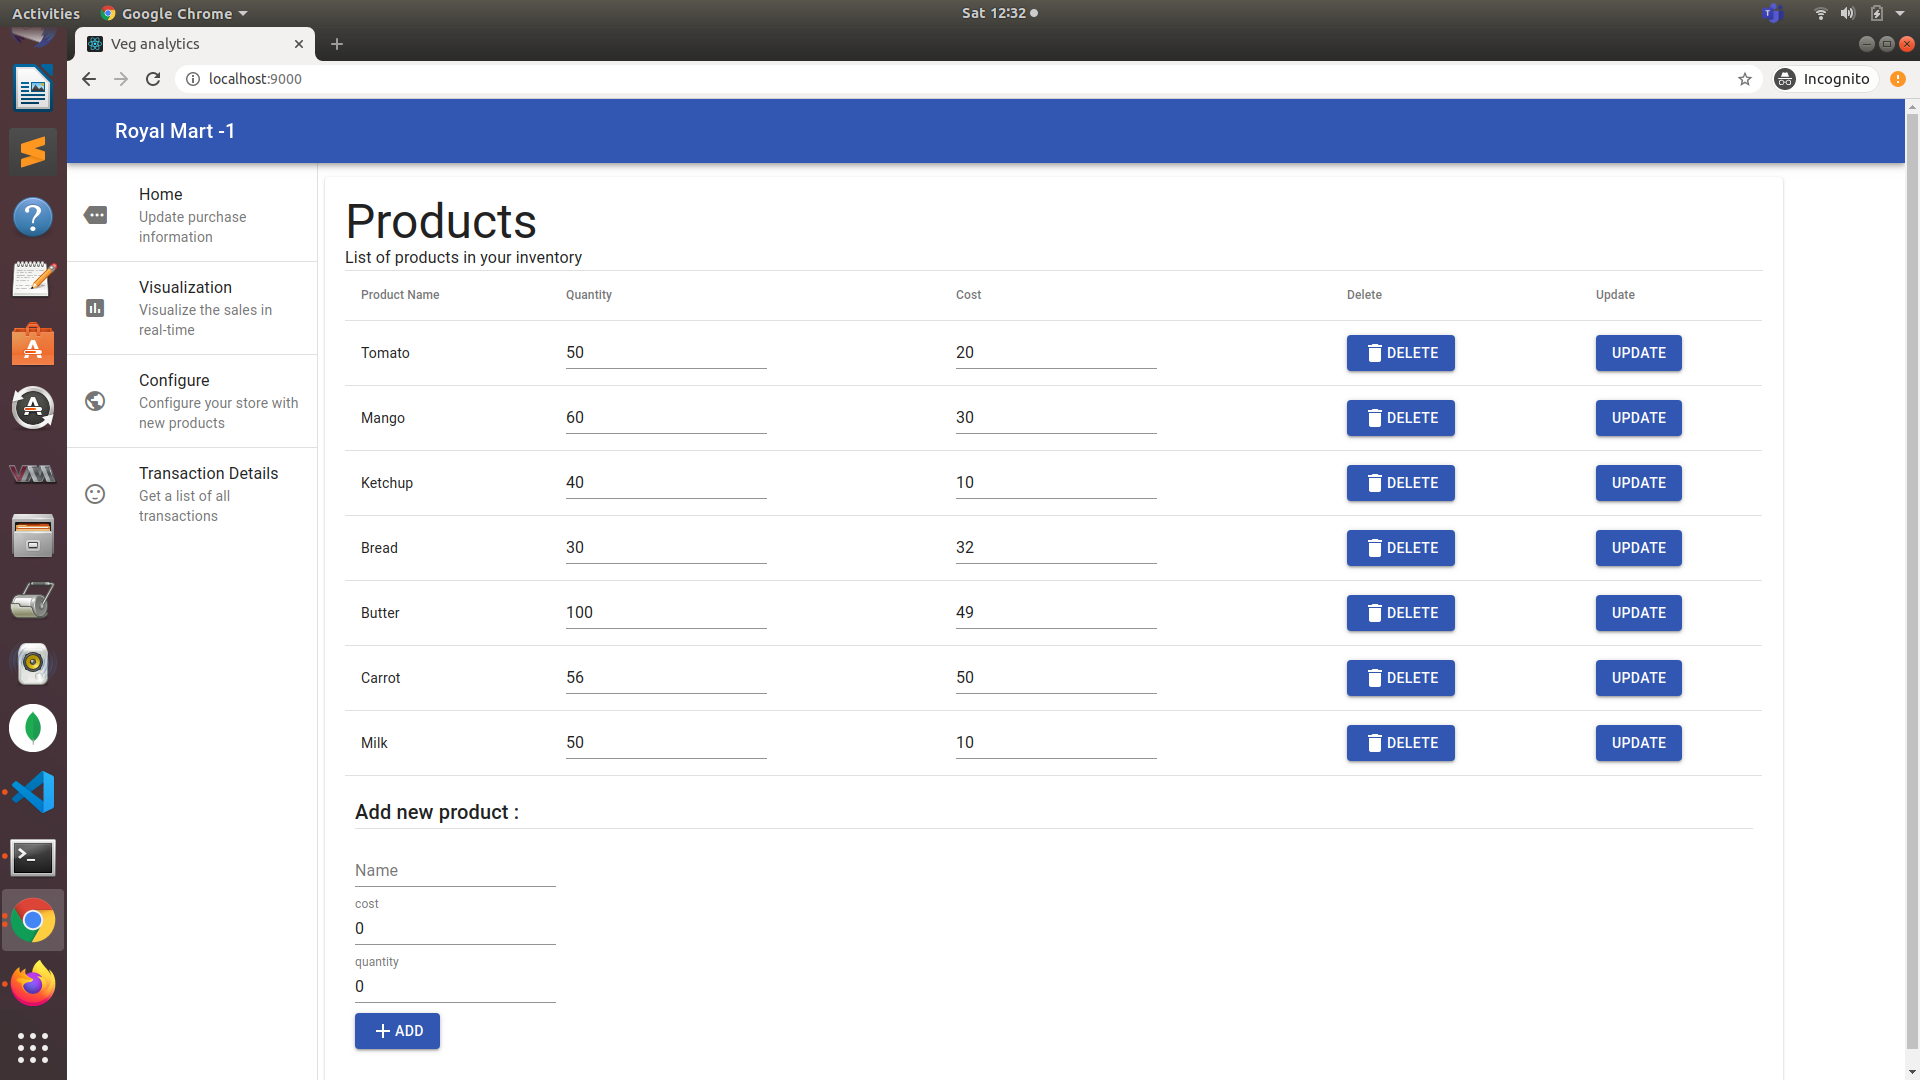 Activities Google Chrome Sat 12:32
Veg analytics
localhost:9000 Incognito
Royal Mart -1
Home
Update purchase
information
Visualization
Visualize the sales in
real-time
Configure
Configure your store with
new products
Transaction Details
Get a list of all
transactions
Products
List of products in your inventory
Product Name Quantity Cost Delete Update
Tomato 50 20 DELETE UPDATE
Mango 60 30 DELETE UPDATE
Ketchup 40 10 DELETE UPDATE
Bread 30 32 DELETE UPDATE
Butter 100 49 DELETE UPDATE
Carrot 56 50 DELETE UPDATE
Milk 50 10 DELETE UPDATE
Add new product :
Name
cost
0
quantity
0
ADD